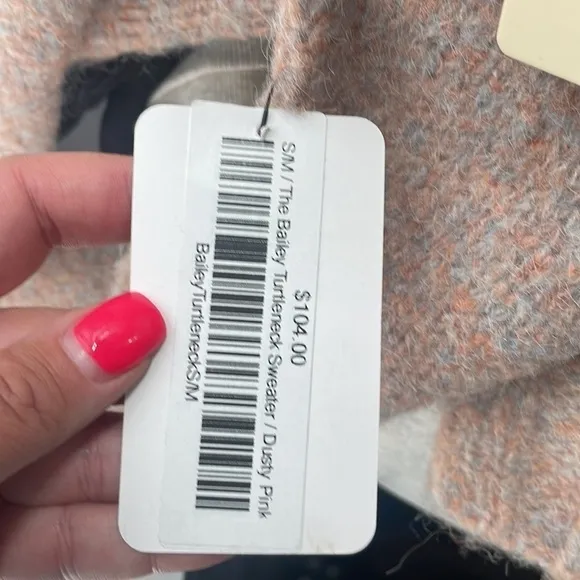 $104.00
S/M / The Bailey Turtleneck Sweater / Dusty Pink
BaileyTurtleneckS/M